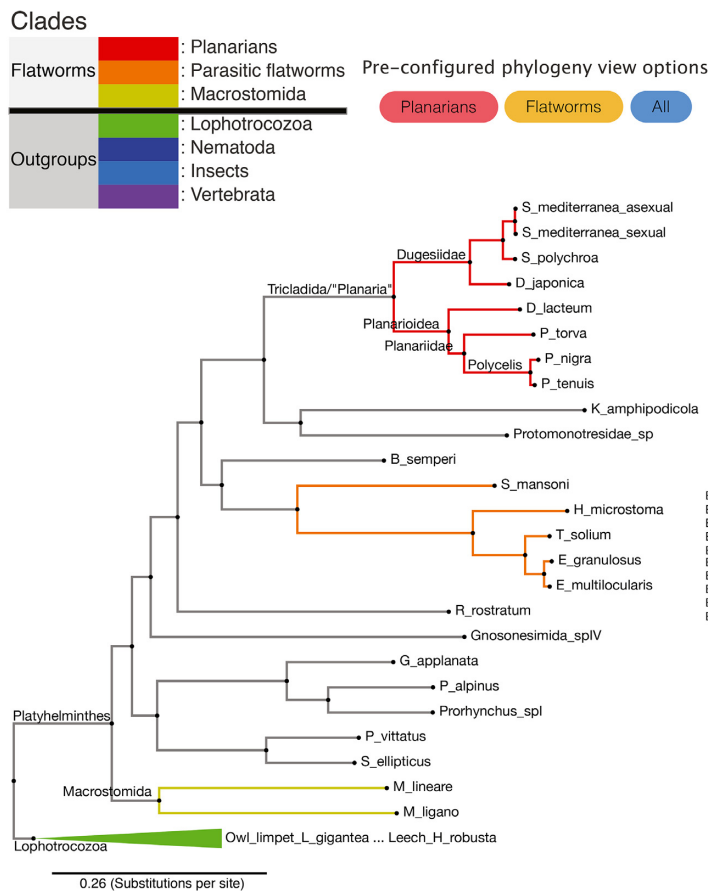 Clades
Flatworms
: Planarians
: Parasitic flatworms
: Macrostomida
Outgroups
: Lophotrocozoa
: Nematoda
: Insects
: Vertebrata
Pre-configured phylogeny view options
Planarians Flatworms All
S_mediterranea_asexual
S_mediterranea_sexual
Dugesiidae
S_polychroa
D_japonica
Tricladida/"Planaria"
D_lacteum
Planarioidea
P_torva
Planariidae
P_nigra
Polycelis
P_tenuis
K_amphipodicola
Protomonotresidae_sp
B_semperi
S_mansoni
H_microstoma
T_solium
E_granulosus
E_multilocularis
R_rostratum
Gnosonesimida_spIV
G_applanata
P_alpinus
Prorhynchus_spI
Platyhelminthes
P_vittatus
S_ellipticus
Macrostomida
M_lineare
M_ligano
Owl_limpet_L_gigantea ... Leech_H_robusta
Lophotrocozoa
0.26 (Substitutions per site)